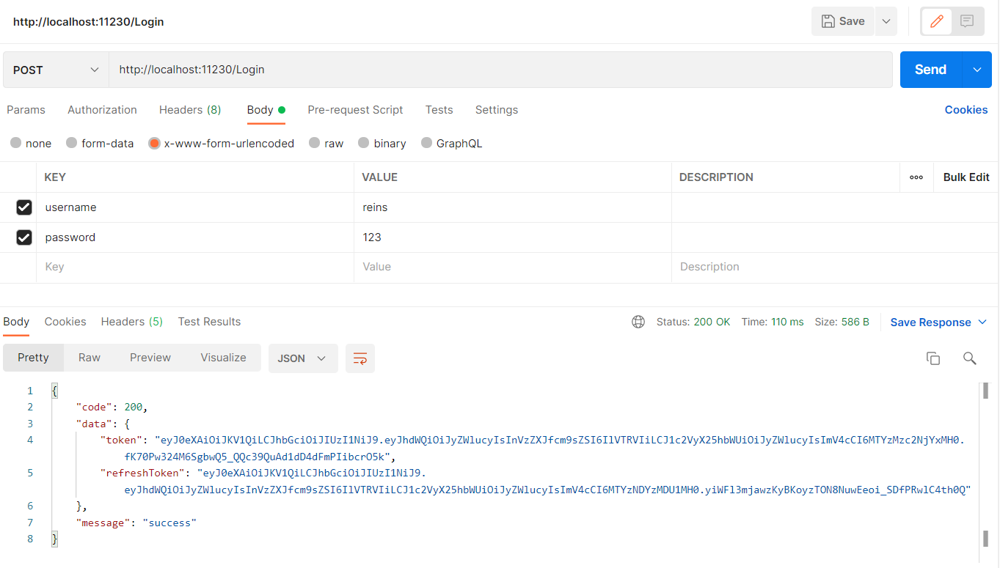 http://localhost:11230/Login
Save
POST
http://localhost:11230/Login
Send
Params Authorization Headers (8) Body Pre-request Script Tests Settings Cookies
none form-data x-www-form-urlencoded raw binary GraphQL
KEY VALUE DESCRIPTION Bulk Edit
username reins
password 123
Key Value Description
Body Cookies Headers (5) Test Results Status: 200 OK Time: 110 ms Size: 586 B Save Response
Pretty Raw Preview Visualize JSON
1 {
2 "code": 200,
3 "data": {
4 "token": "eyJ0eXAiOiJKV1QiLCJhbGciOiJIUzI1NiJ9.eyJhdWQiOiJyZWlucyIsInVzZXJfcm9sZSI6IlVTRVIiLCJ1c2VyX25hbWUiOiJyZWlucyIsImV4cCI6MTYzMzc2NjYxMH0.
fK70Pw324M6SgbwQ5_QQc39QuAd1dD4dFmPIibcrO5k",
5 "refreshToken": "eyJ0eXAiOiJKV1QiLCJhbGciOiJIUzI1NiJ9.
eyJhdWQiOiJyZWlucyIsInVzZXJfcm9sZSI6IlVTRVIiLCJ1c2VyX25hbWUiOiJyZWlucyIsImV4cCI6MTYzNDYzMDU1MH0.yiWFl3mjawzKyBKoyzTON8NuwEeoi_SDfPRwlC4th0Q"
6 },
7 "message": "success"
8 }